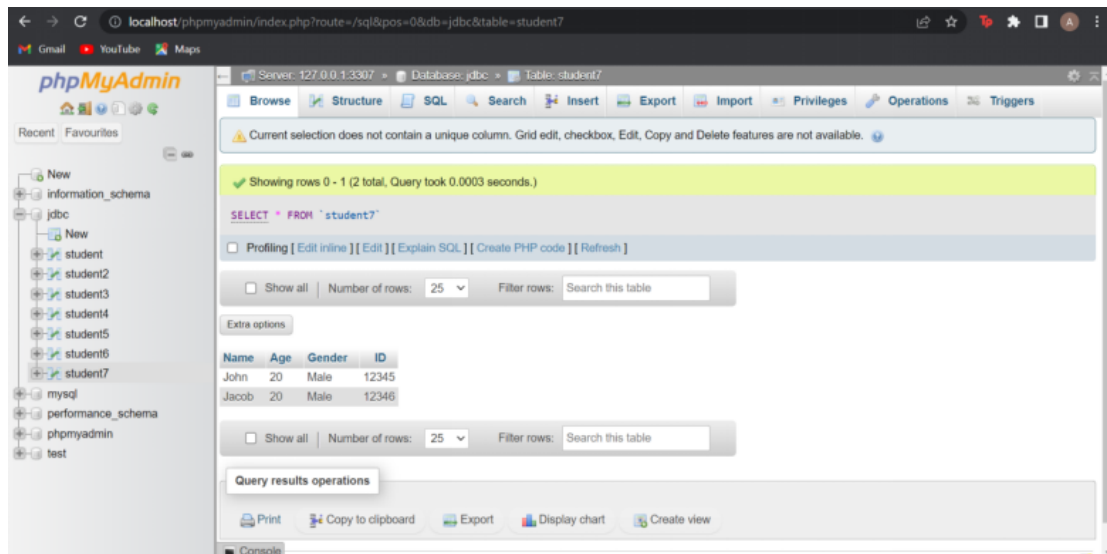 localhost/phpmyadmin/index.php?route=/sql&pos=0&db=jdbc&table=student7
Gmail YouTube Maps
phpMyAdmin
Recent Favourites
New
information_schema
jdbc
New
student
student2
student3
student4
student5
student6
student7
mysql
performance_schema
phpmyadmin
test
Server: 127.0.0.1:3307 » Database: jdbc » Table: student7
Browse Structure SQL Search Insert Export Import Privileges Operations Triggers
Current selection does not contain a unique column. Grid edit, checkbox, Edit, Copy and Delete features are not available.
Showing rows 0 - 1 (2 total, Query took 0.0003 seconds.)
SELECT * FROM `student7`
Profiling [ Edit inline ] [ Edit ] [ Explain SQL ] [ Create PHP code ] [ Refresh ]
Show all | Number of rows: 25 Filter rows: Search this table
Extra options
Name Age Gender ID
John 20 Male 12345
Jacob 20 Male 12346
Show all | Number of rows: 25 Filter rows: Search this table
Query results operations
Print Copy to clipboard Export Display chart Create view
Console